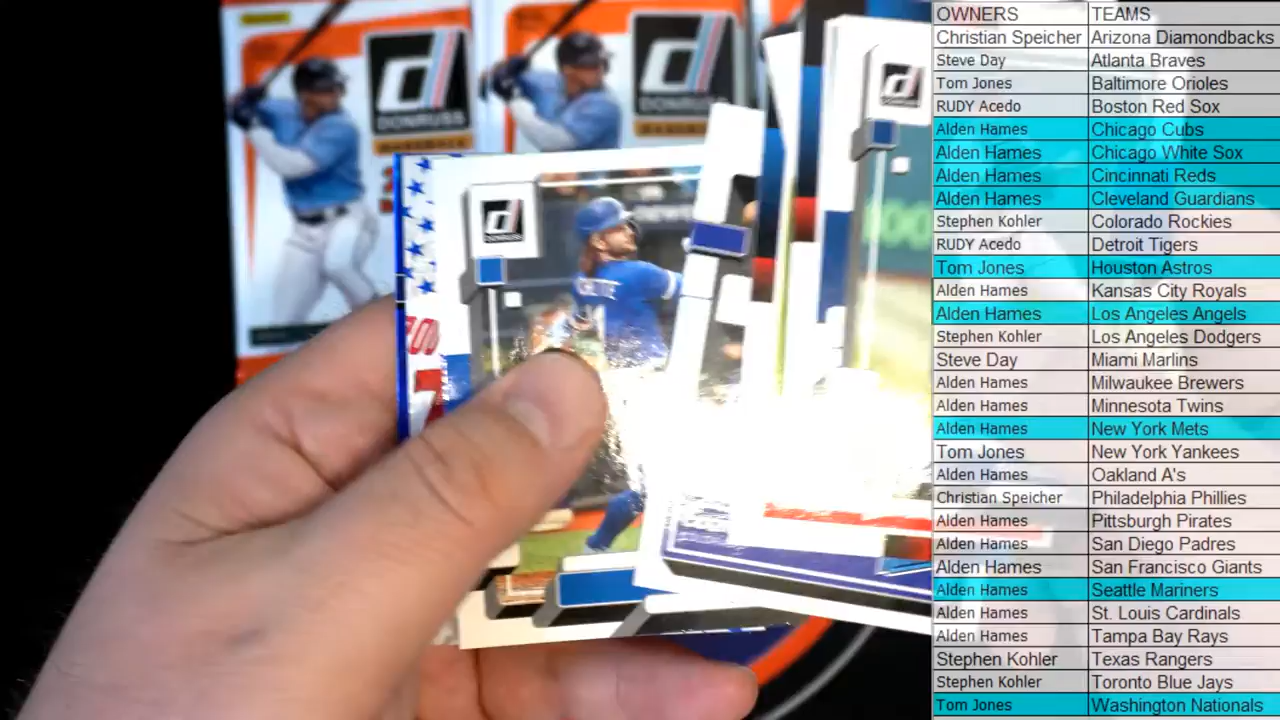 DONRUSS
BASEBALL
DONRUSS
DONRUSS
OWNERS TEAMS
Christian Speicher Arizona Diamondbacks
Steve Day Atlanta Braves
Tom Jones Baltimore Orioles
RUDY Acedo Boston Red Sox
Alden Hames Chicago Cubs
Alden Hames Chicago White Sox
Alden Hames Cincinnati Reds
Alden Hames Cleveland Guardians
Stephen Kohler Colorado Rockies
RUDY Acedo Detroit Tigers
Tom Jones Houston Astros
Alden Hames Kansas City Royals
Alden Hames Los Angeles Angels
Stephen Kohler Los Angeles Dodgers
Steve Day Miami Marlins
Alden Hames Milwaukee Brewers
Alden Hames Minnesota Twins
Alden Hames New York Mets
Tom Jones New York Yankees
Alden Hames Oakland A's
Christian Speicher Philadelphia Phillies
Alden Hames Pittsburgh Pirates
Alden Hames San Diego Padres
Alden Hames San Francisco Giants
Alden Hames Seattle Mariners
Alden Hames St. Louis Cardinals
Alden Hames Tampa Bay Rays
Stephen Kohler Texas Rangers
Stephen Kohler Toronto Blue Jays
Tom Jones Washington Nationals